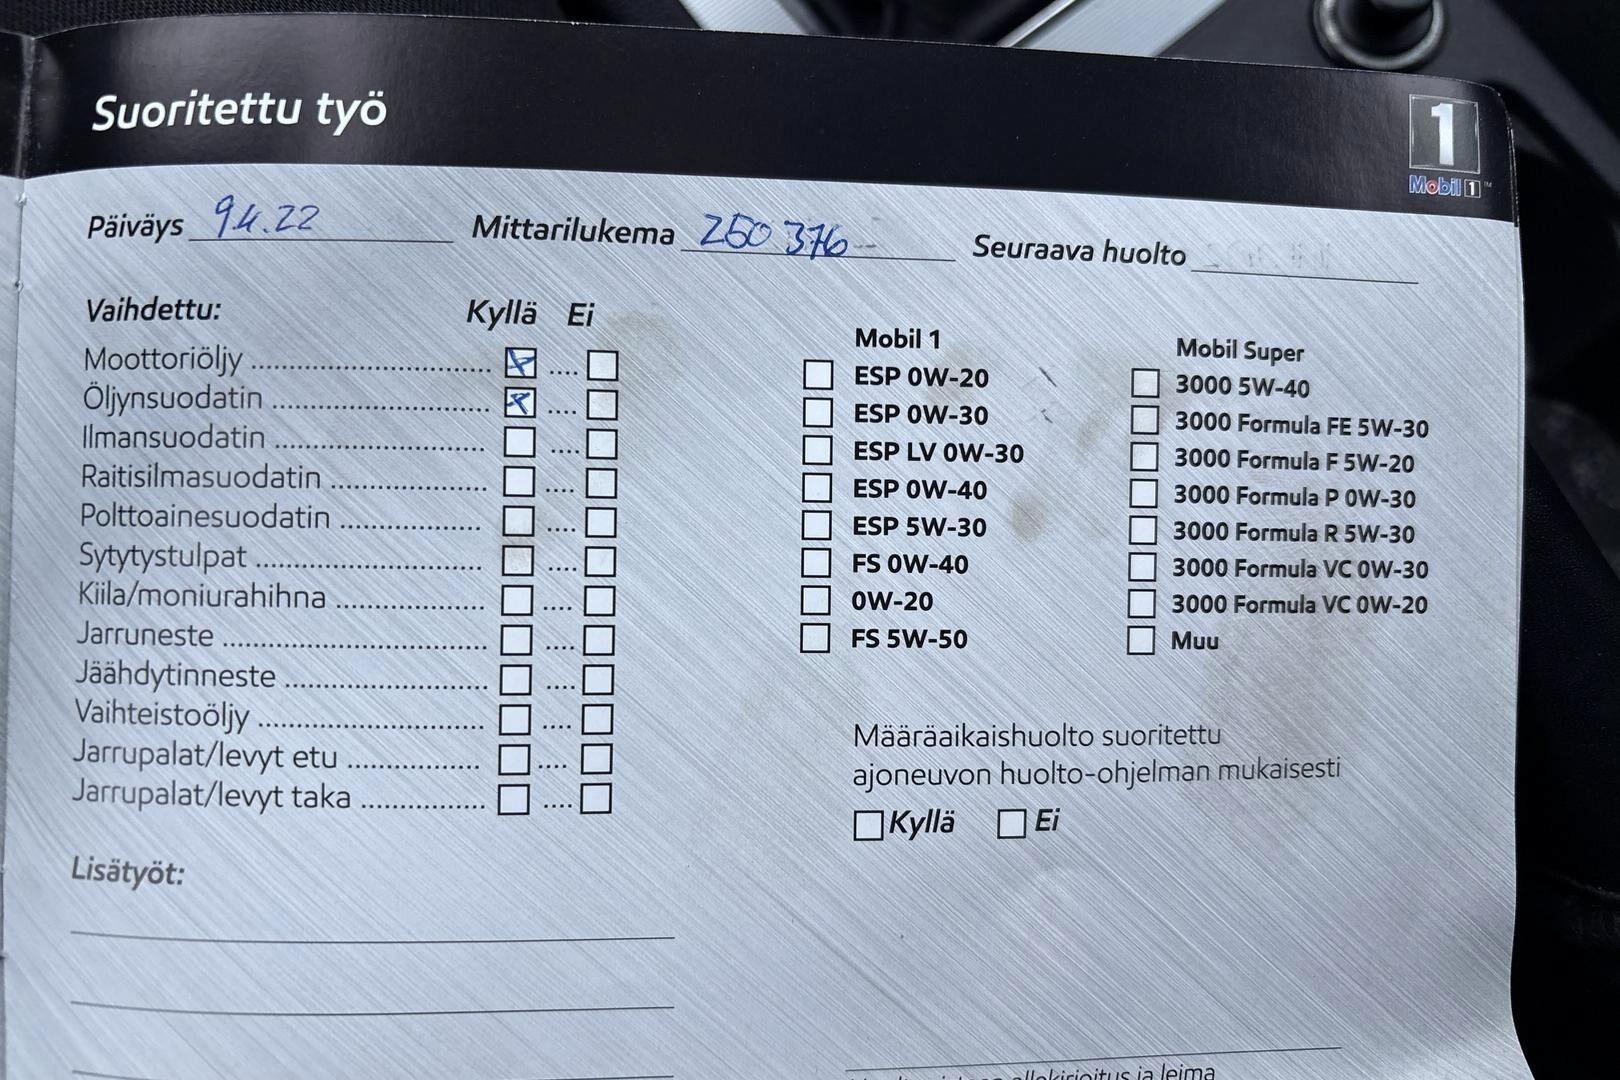 Suoritettu työ
1
Mobil 1™
Päiväys 9.4.22 Mittarilukema 250 376 Seuraava huolto
Vaihdettu: Kyllä Ei
Moottoriöljy
Öljynsuodatin
Ilmansuodatin
Raitisilmasuodatin
Polttoainesuodatin
Sytytystulpat
Kiila/moniurahihna
Jarruneste
Jäähdytinneste
Vaihteistoöljy
Jarrupalat/levyt etu
Jarrupalat/levyt taka
Lisätyöt:
Mobil 1
ESP 0W-20
ESP 0W-30
ESP LV 0W-30
ESP 0W-40
ESP 5W-30
FS 0W-40
0W-20
FS 5W-50
Mobil Super
3000 5W-40
3000 Formula FE 5W-30
3000 Formula F 5W-20
3000 Formula P 0W-30
3000 Formula R 5W-30
3000 Formula VC 0W-30
3000 Formula VC 0W-20
Muu
Määräaikaishuolto suoritettu
ajoneuvon huolto-ohjelman mukaisesti
Kyllä Ei
allekirjoitus ja leima